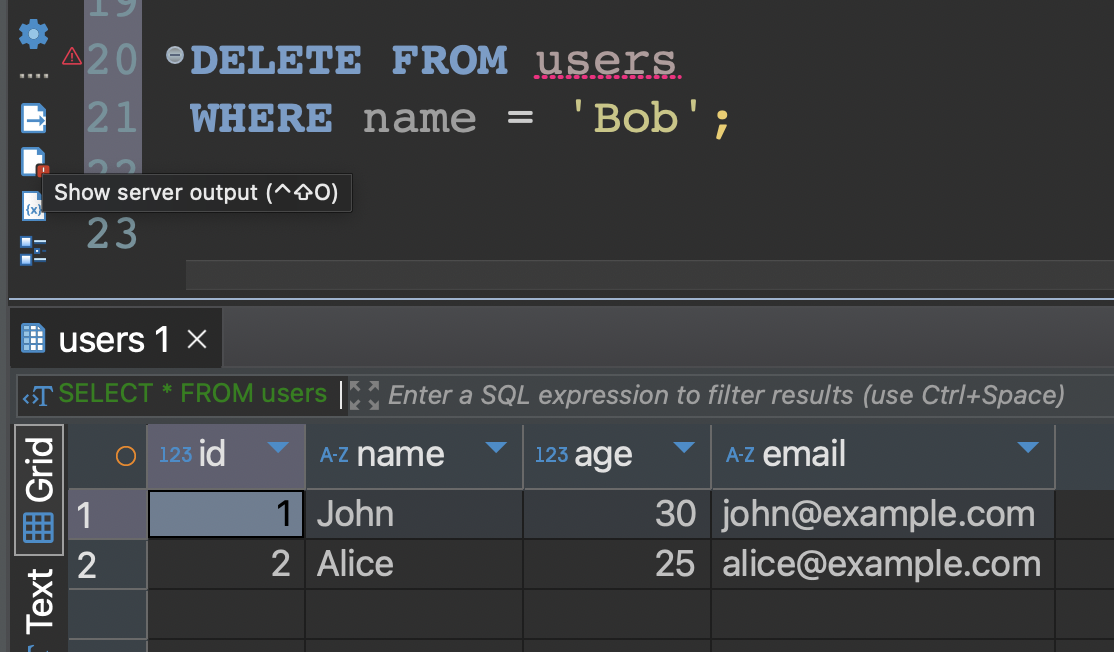 19
20 DELETE FROM users
21 WHERE name = 'Bob';
22
Show server output (^⇧O)
23
users 1 ×
SELECT * FROM users Enter a SQL expression to filter results (use Ctrl+Space)
Grid
123 id A-Z name 123 age A-Z email
1 1 John 30 john@example.com
2 2 Alice 25 alice@example.com
Text